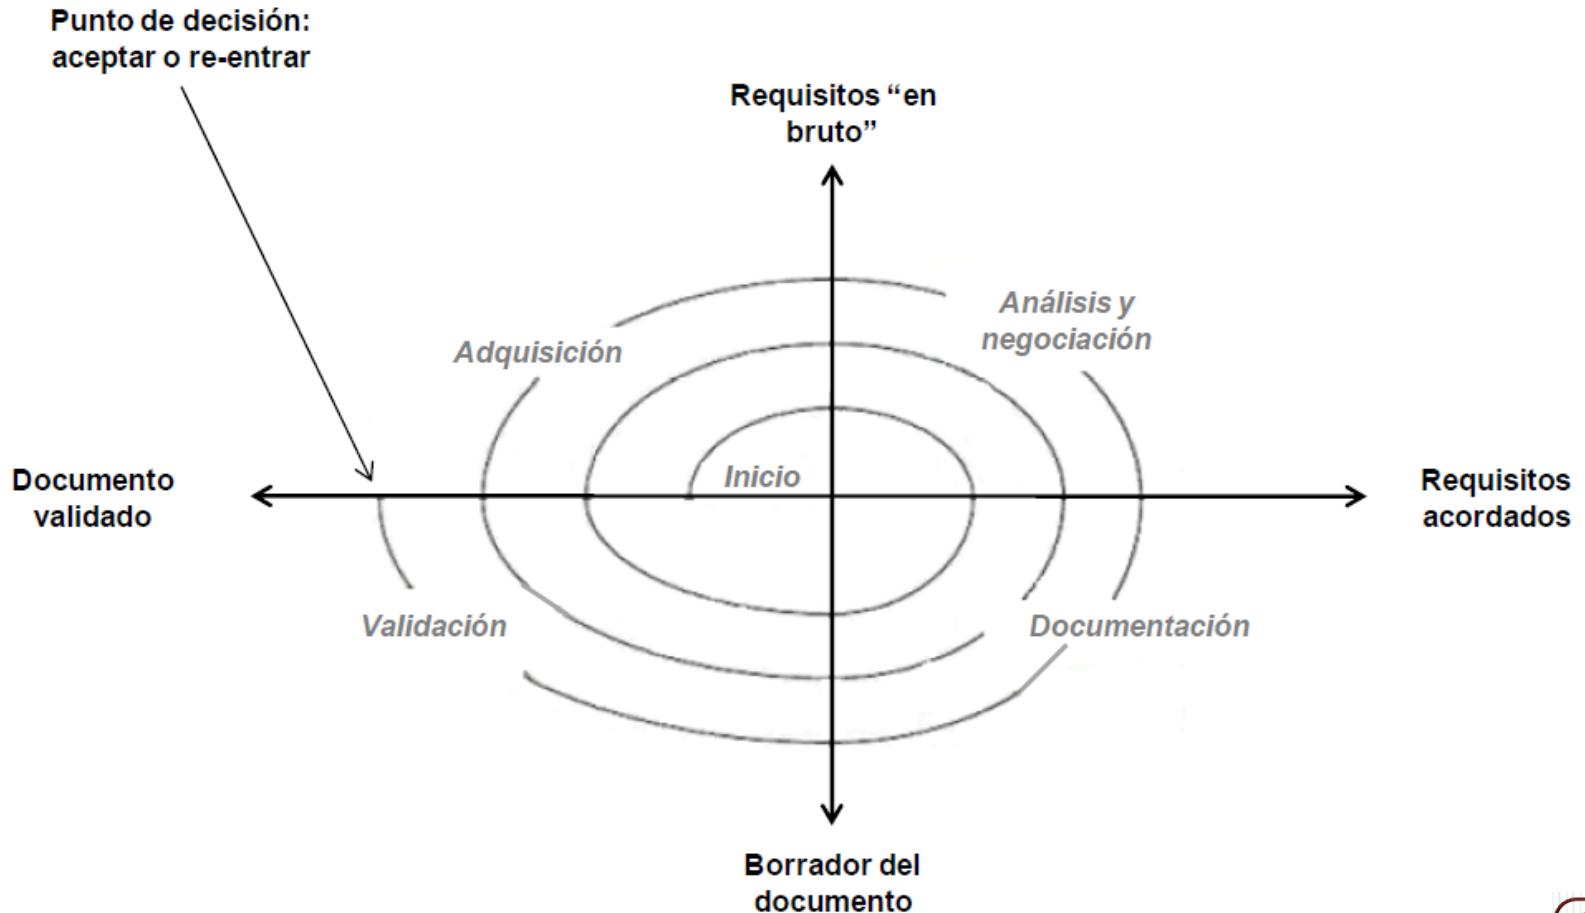 Punto de decisión:
aceptar o re-entrar
Requisitos “en
bruto”
Análisis y
negociación
Adquisición
Inicio
Documento
validado
Requisitos
acordados
Validación
Documentación
Borrador del
documento